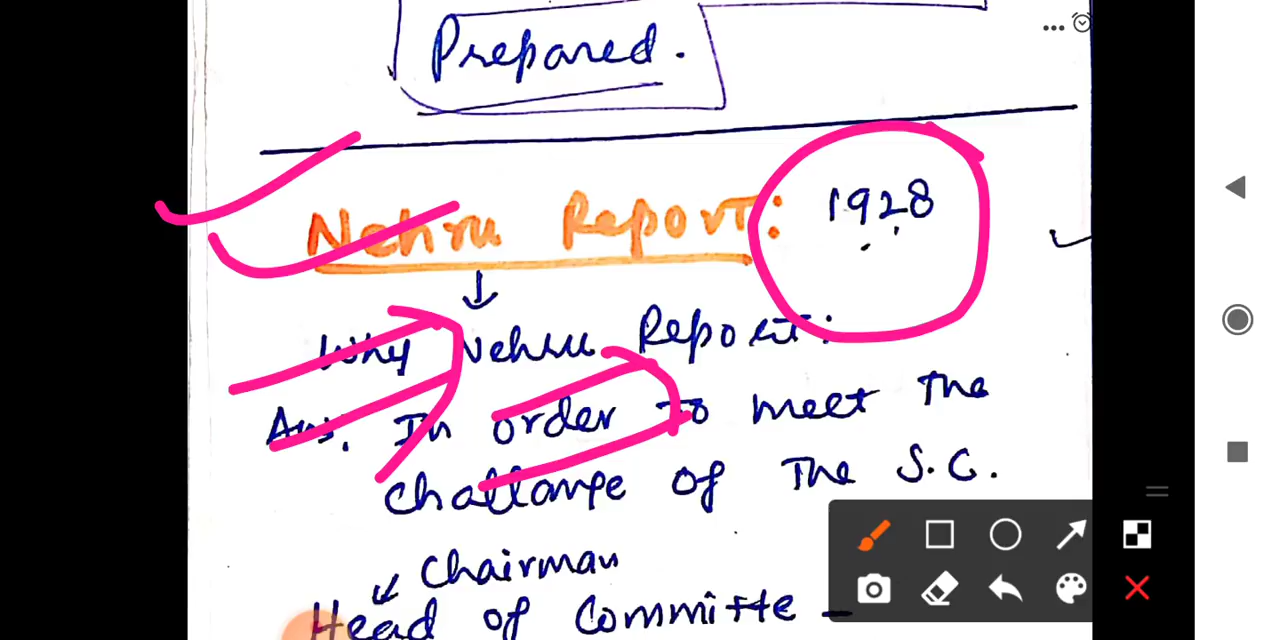 Prepared.
Nehru Report: 1928
Why Nehru Report:
Ans. In order To meet The
challange of The S.C.
Chairman
Head of Committe -